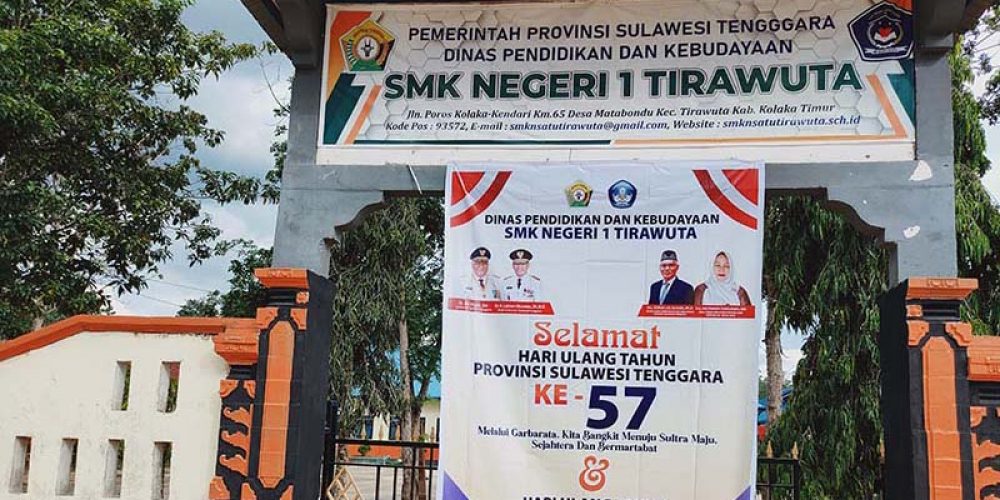 PEMERINTAH PROVINSI SULAWESI TENGGGARA
DINAS PENDIDIKAN DAN KEBUDAYAAN
SMK NEGERI 1 TIRAWUTA
Jln. Poros Kolaka-Kendari Km.65 Desa Matabondu Kec. Tirawuta Kab. Kolaka Timur
Kode Pos : 93572, E-mail : smknsatutirawuta@gmail.com, Website : smknsatutirawuta.sch.id
DINAS PENDIDIKAN DAN KEBUDAYAAN
SMK NEGERI 1 TIRAWUTA
Selamat
HARI ULANG TAHUN
PROVINSI SULAWESI TENGGARA
KE - 57
Melalui Garbarata, Kita Bangkit Menuju Sultra Maju,
Sejahtera Dan Bermartabat
&